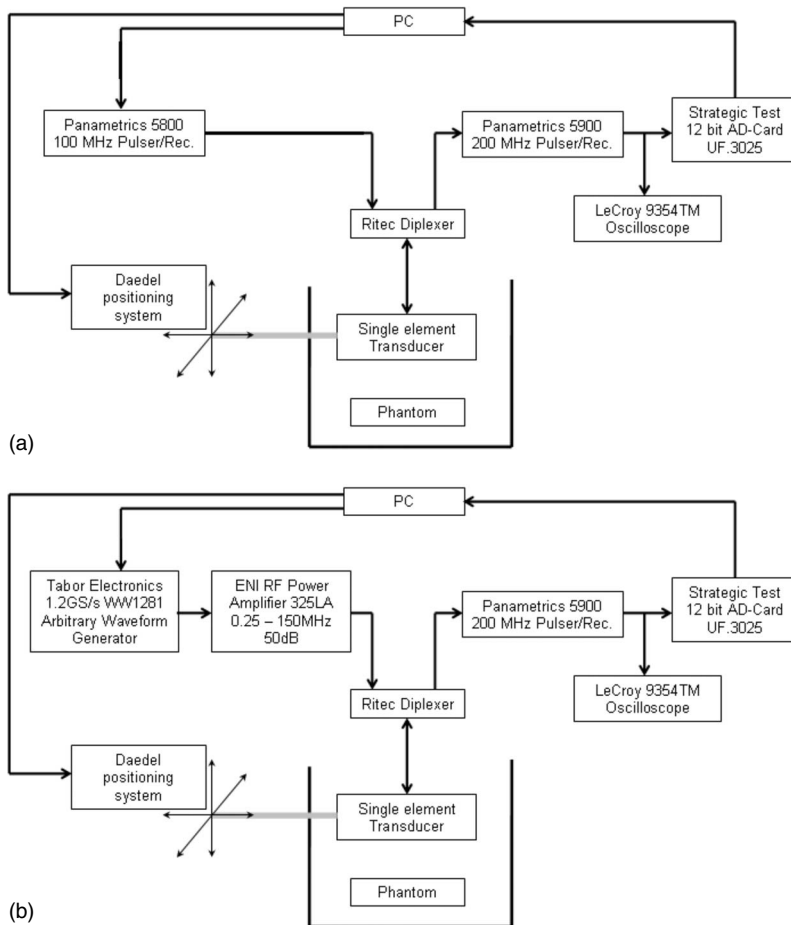 PC
Panametrics 5800
100 MHz Pulser/Rec.
Panametrics 5900
200 MHz Pulser/Rec.
Strategic Test
12 bit AD-Card
UF.3025
Ritec Diplexer
LeCroy 9354TM
Oscilloscope
Daedel
positioning
system
Single element
Transducer
Phantom
(a)
PC
Tabor Electronics
1.2GS/s WW1281
Arbitrary Waveform
Generator
ENI RF Power
Amplifier 325LA
0.25 – 150MHz
50dB
Panametrics 5900
200 MHz Pulser/Rec.
Strategic Test
12 bit AD-Card
UF.3025
Ritec Diplexer
LeCroy 9354TM
Oscilloscope
Daedel
positioning
system
Single element
Transducer
Phantom
(b)